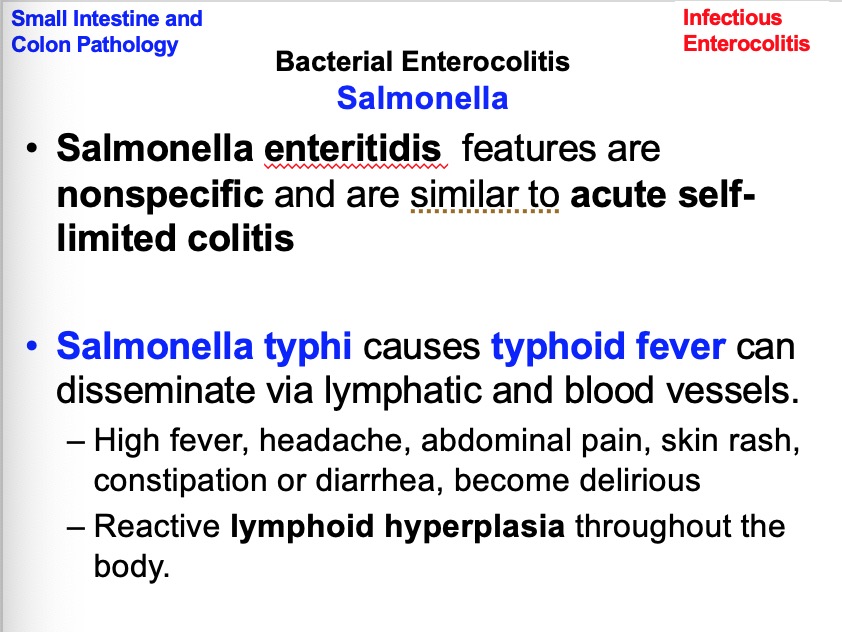 Small Intestine and
Colon Pathology
Infectious
Enterocolitis
Bacterial Enterocolitis
Salmonella
• Salmonella enteritidis features are
nonspecific and are similar to acute self-
limited colitis
• Salmonella typhi causes typhoid fever can
disseminate via lymphatic and blood vessels.
– High fever, headache, abdominal pain, skin rash,
constipation or diarrhea, become delirious
– Reactive lymphoid hyperplasia throughout the
body.